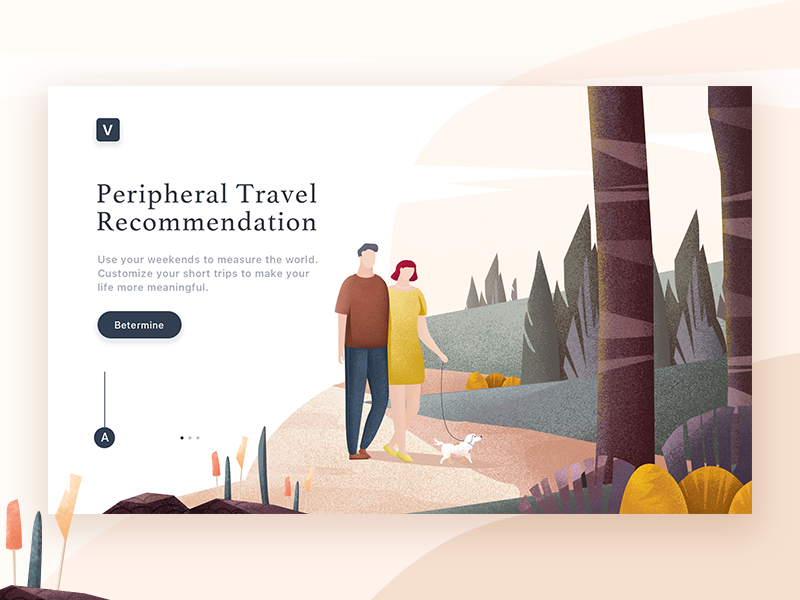 V
Peripheral Travel
Recommendation
Use your weekends to measure the world.
Customize your short trips to make your
life more meaningful.
Betermine
A